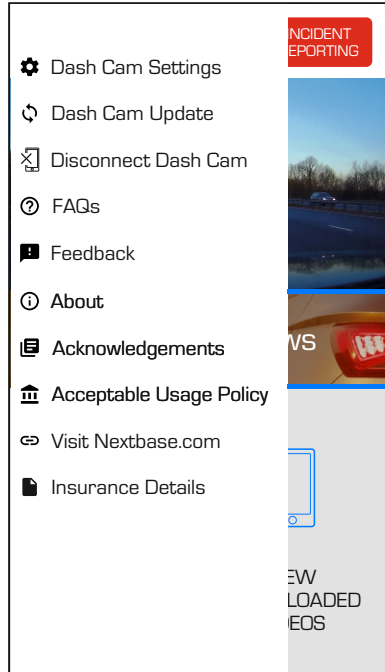 Dash Cam Settings
Dash Cam Update
Disconnect Dash Cam
FAQs
Feedback
About
Acknowledgements
Acceptable Usage Policy
Visit Nextbase.com
Insurance Details